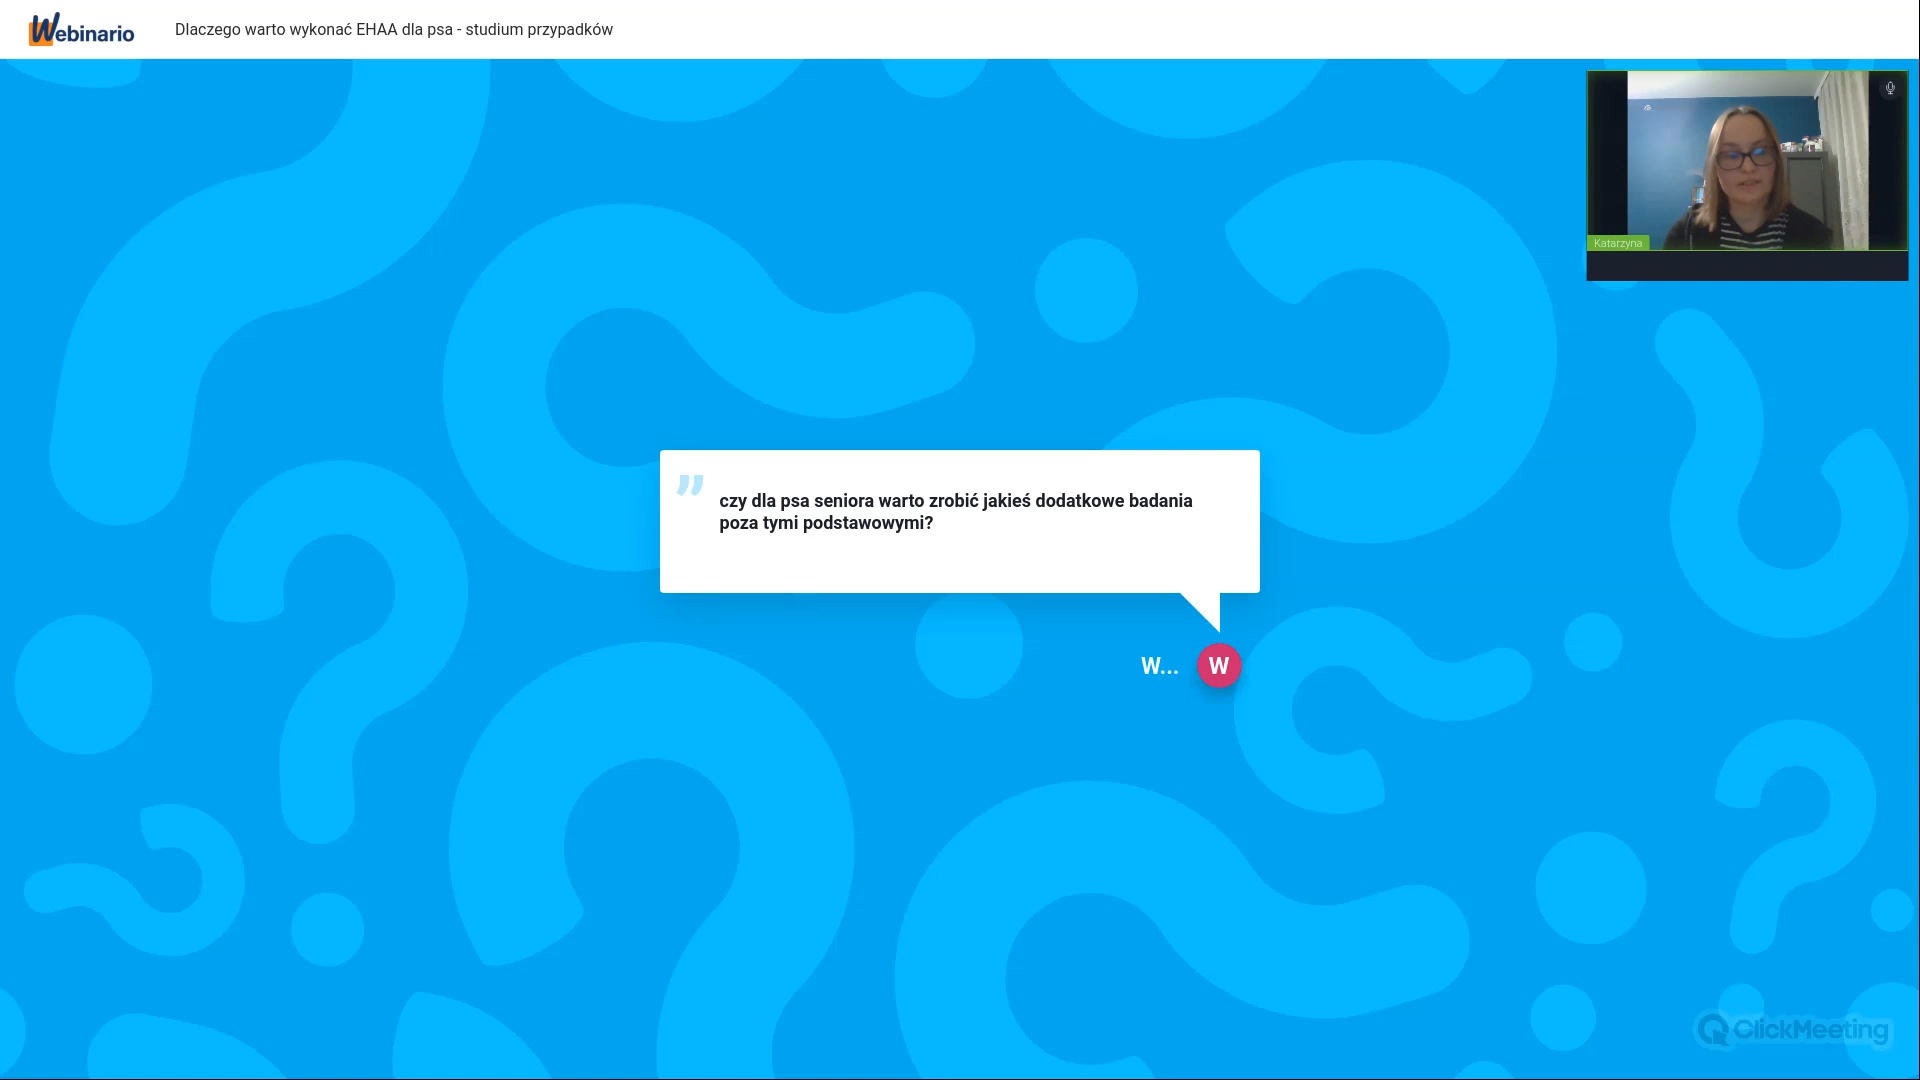 Webinario
Dlaczego warto wykonać EHAA dla psa - studium przypadków
Katarzyna
czy dla psa seniora warto zrobić jakieś dodatkowe badania
poza tymi podstawowymi?
W...
W
ClickMeeting